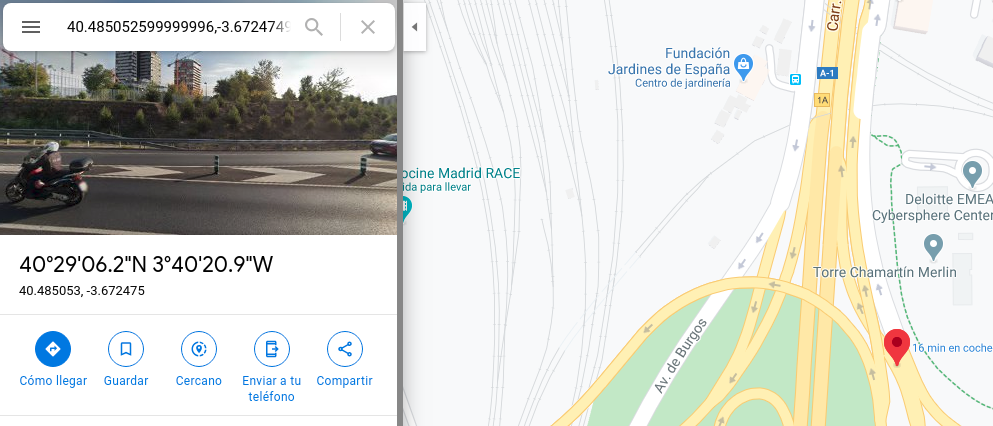 40.485052599999996,-3.6724749
40°29'06.2"N 3°40'20.9"W
40.485053, -3.672475
Cómo llegar
Guardar
Cercano
Enviar a tu
teléfono
Compartir
Carr.
Fundación
Jardines de España
Centro de jardinería
A-1
1A
ocine Madrid RACE
ida para llevar
Deloitte EMEA
Cybersphere Center
Torre Chamartín Merlin
16 min en coche
Av. de Burgos